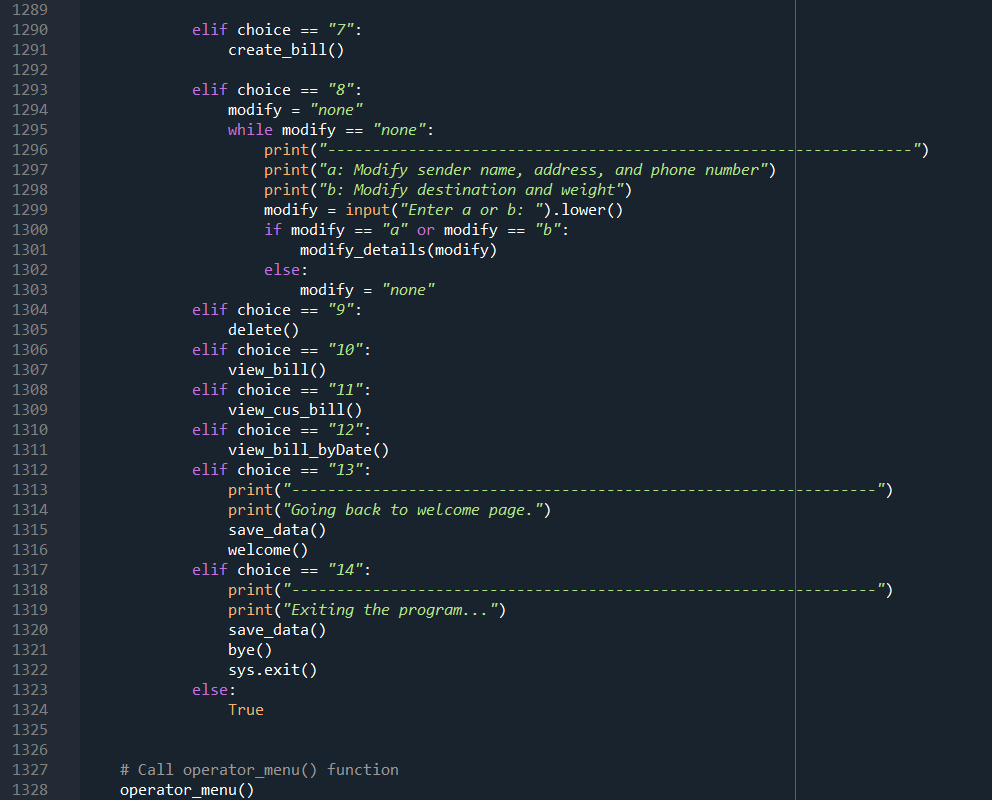 1289
1290 elif choice == "7":
1291 create_bill()
1292
1293 elif choice == "8":
1294 modify = "none"
1295 while modify == "none":
1296 print("-----------------------------------------------------------------")
1297 print("a: Modify sender name, address, and phone number")
1298 print("b: Modify destination and weight")
1299 modify = input("Enter a or b: ").lower()
1300 if modify == "a" or modify == "b":
1301 modify_details(modify)
1302 else:
1303 modify = "none"
1304 elif choice == "9":
1305 delete()
1306 elif choice == "10":
1307 view_bill()
1308 elif choice == "11":
1309 view_cus_bill()
1310 elif choice == "12":
1311 view_bill_byDate()
1312 elif choice == "13":
1313 print("-----------------------------------------------------------------")
1314 print("Going back to welcome page.")
1315 save_data()
1316 welcome()
1317 elif choice == "14":
1318 print("-----------------------------------------------------------------")
1319 print("Exiting the program...")
1320 save_data()
1321 bye()
1322 sys.exit()
1323 else:
1324 True
1325
1326
1327 # Call operator_menu() function
1328 operator_menu()